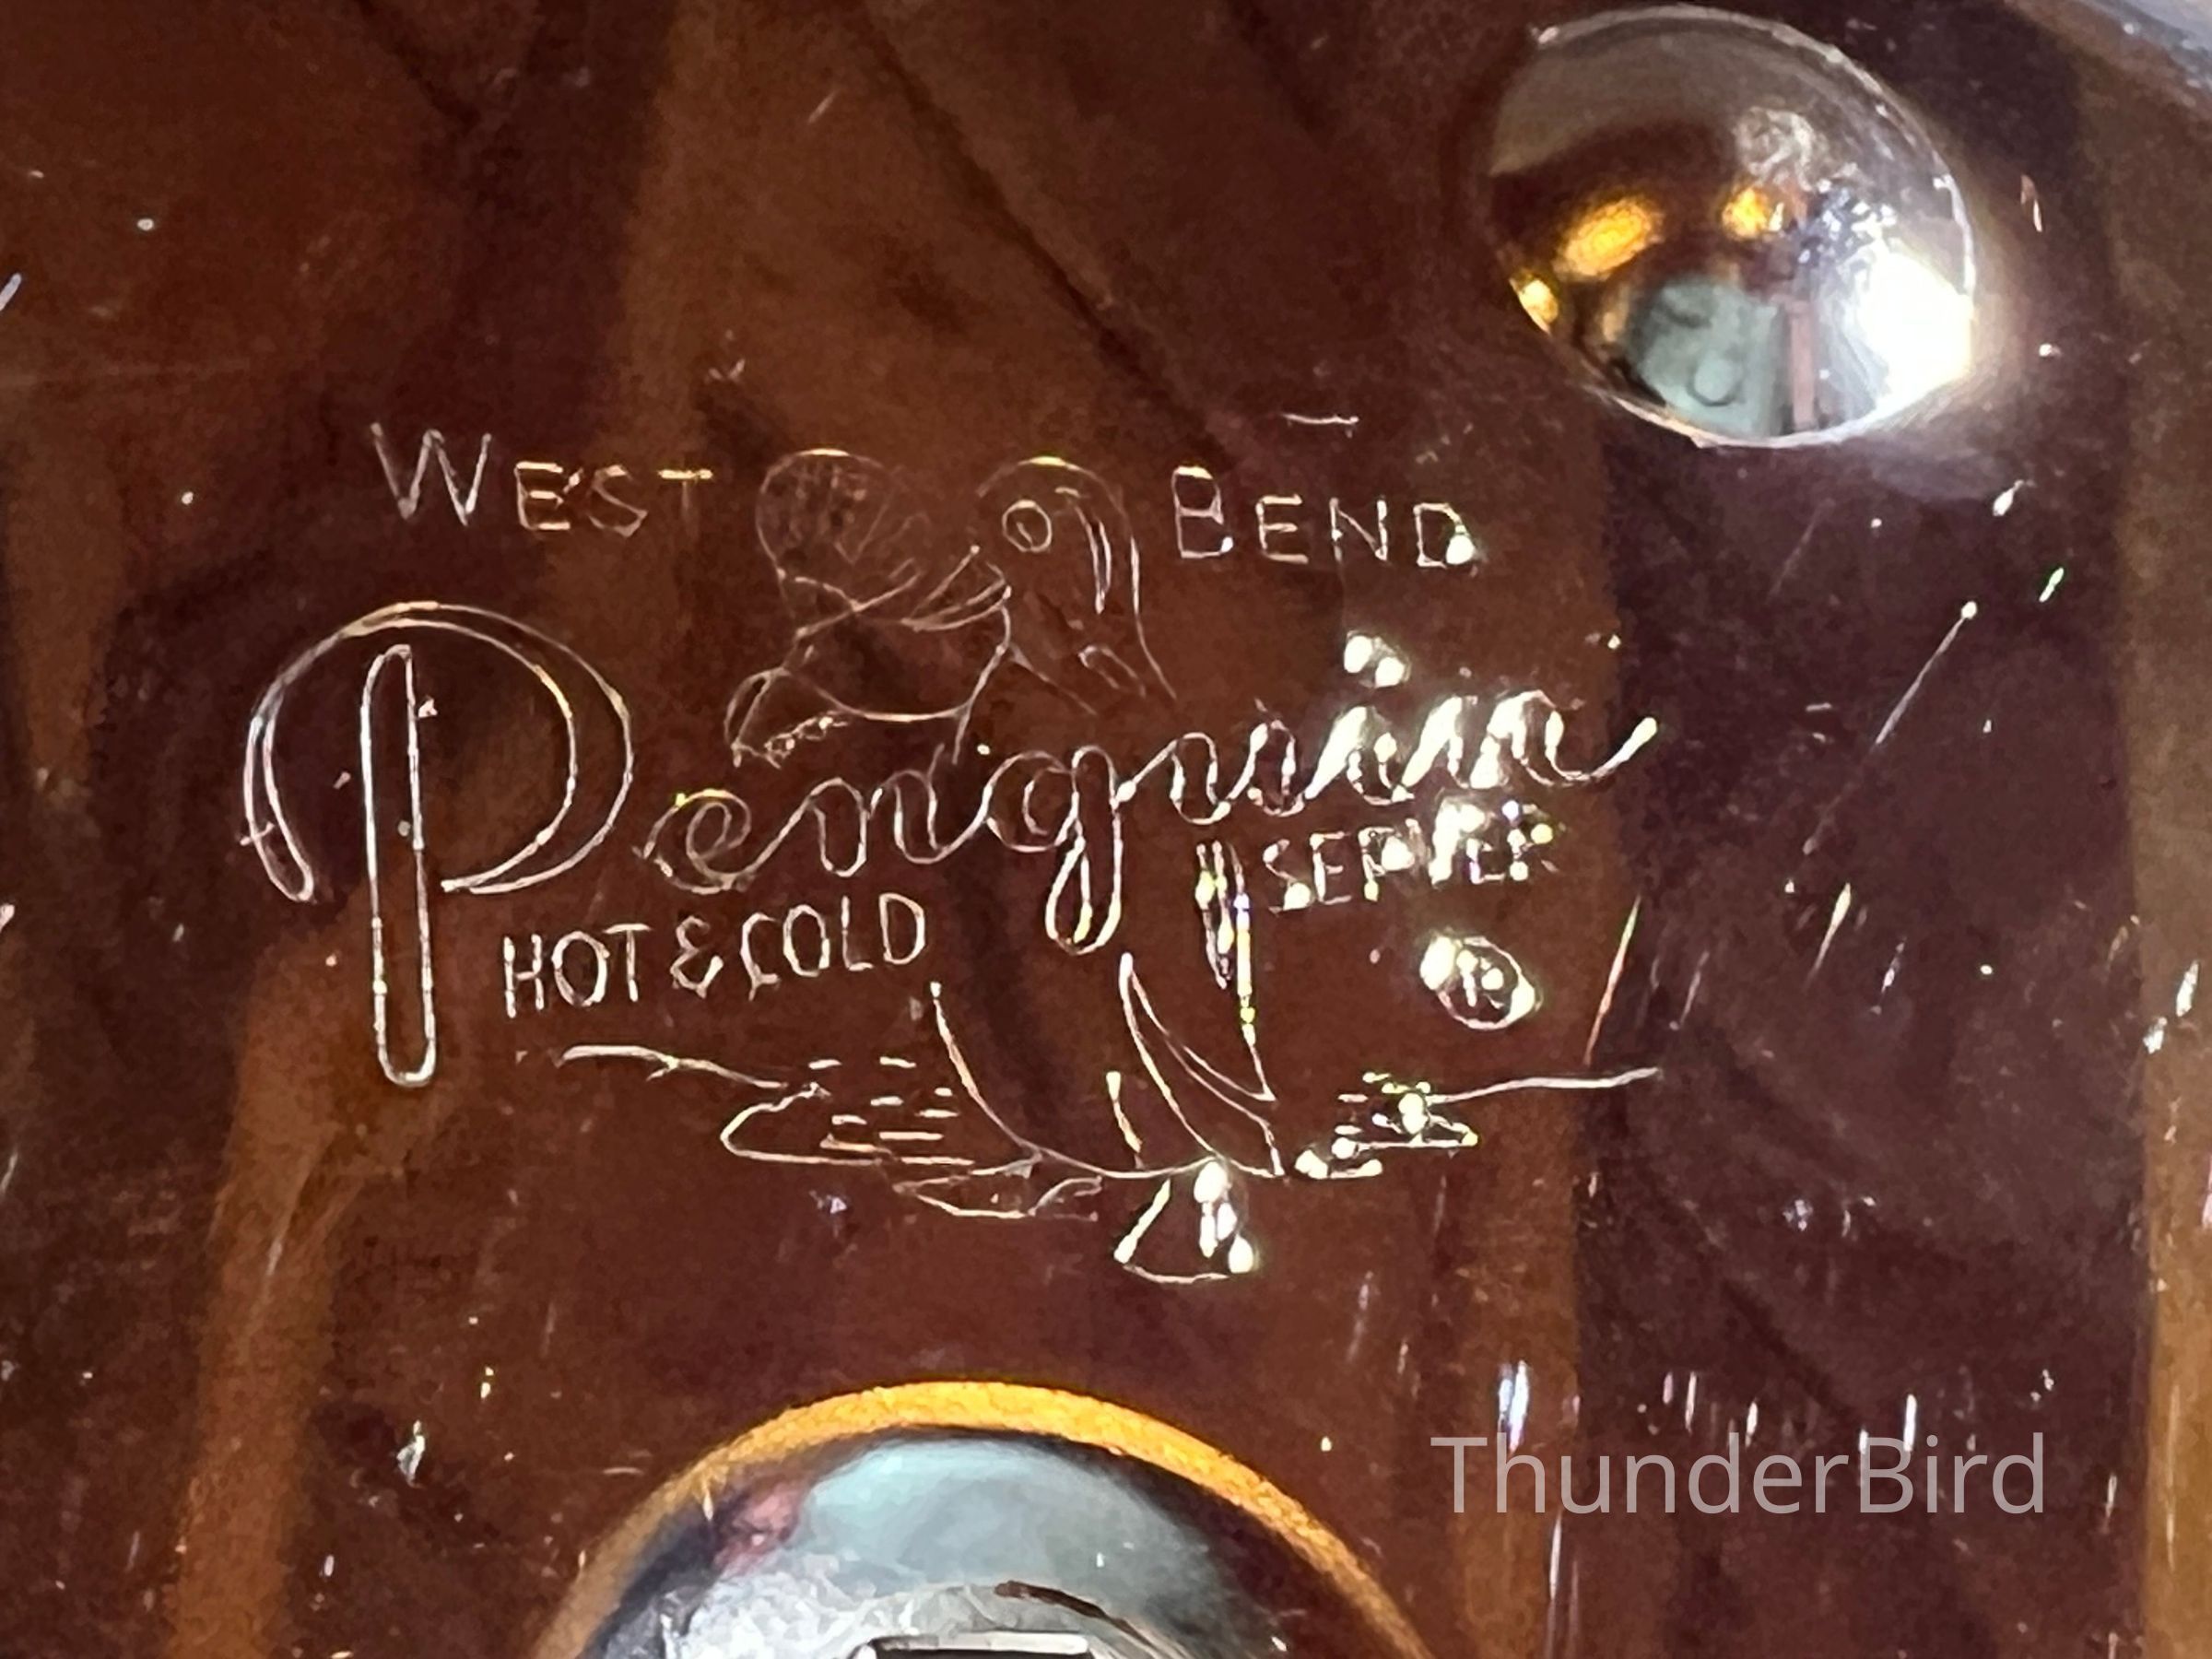 WEST BEND
Penguin
HOT & COLD SERVER
®
ThunderBird